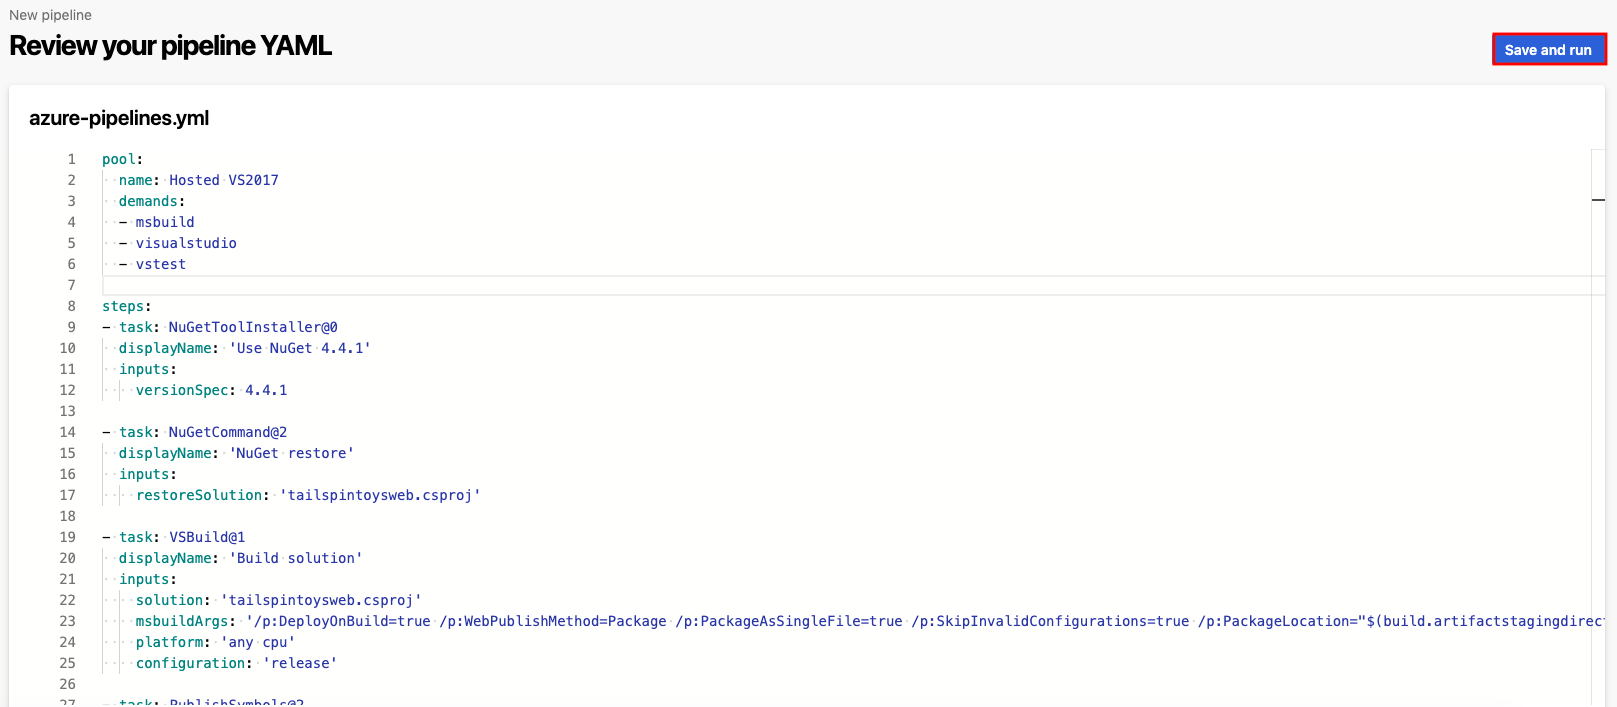 New pipeline
Review your pipeline YAML
Save and run
azure-pipelines.yml
1 pool:
2   name: Hosted VS2017
3   demands:
4   - msbuild
5   - visualstudio
6   - vstest
7
8 steps:
9 - task: NuGetToolInstaller@0
10   displayName: 'Use NuGet 4.4.1'
11   inputs:
12     versionSpec: 4.4.1
13
14 - task: NuGetCommand@2
15   displayName: 'NuGet restore'
16   inputs:
17     restoreSolution: 'tailspintoysweb.csproj'
18
19 - task: VSBuild@1
20   displayName: 'Build solution'
21   inputs:
22     solution: 'tailspintoysweb.csproj'
23     msbuildArgs: '/p:DeployOnBuild=true /p:WebPublishMethod=Package /p:PackageAsSingleFile=true /p:SkipInvalidConfigurations=true /p:PackageLocation="$(build.artifactstagingdirect
24     platform: 'any cpu'
25     configuration: 'release'
26
27 - task: PublishSymbols@2